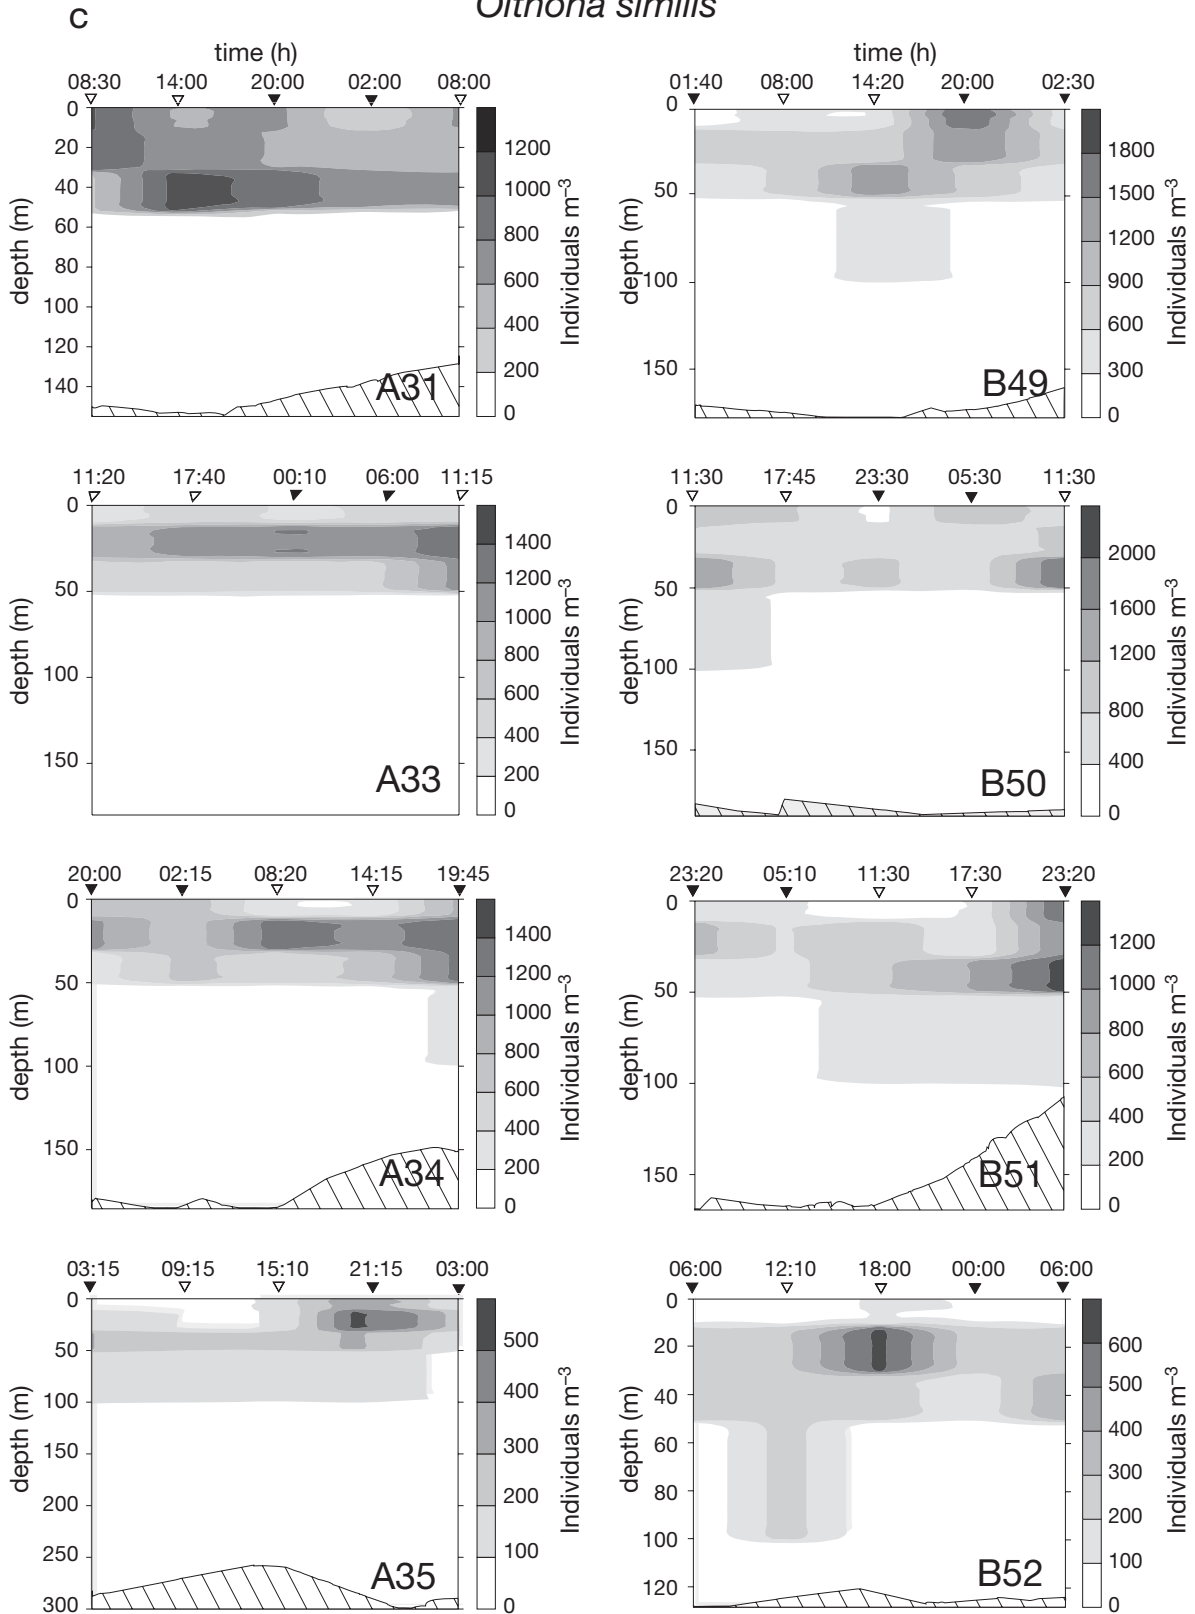 c
Oithona similis
time (h)
08:30 14:00 20:00 02:00 08:00
0
20
40
60
80
100
120
140
depth (m)
A31
1200
1000
800
600
400
200
0
Individuals m⁻³
time (h)
01:40 08:00 14:20 20:00 02:30
0
50
100
150
depth (m)
B49
1800
1500
1200
900
600
300
0
Individuals m⁻³
11:20 17:40 00:10 06:00 11:15
0
50
100
150
depth (m)
A33
1400
1200
1000
800
600
400
200
0
Individuals m⁻³
11:30 17:45 23:30 05:30 11:30
0
50
100
150
depth (m)
B50
2000
1600
1200
800
400
0
Individuals m⁻³
20:00 02:15 08:20 14:15 19:45
0
50
100
150
depth (m)
A34
1400
1200
1000
800
600
400
200
0
Individuals m⁻³
23:20 05:10 11:30 17:30 23:20
0
50
100
150
depth (m)
B51
1200
1000
800
600
400
200
0
Individuals m⁻³
03:15 09:15 15:10 21:15 03:00
0
50
100
150
200
250
300
depth (m)
A35
500
400
300
200
100
0
Individuals m⁻³
06:00 12:10 18:00 00:00 06:00
0
20
40
60
80
100
120
depth (m)
B52
600
500
400
300
200
100
0
Individuals m⁻³